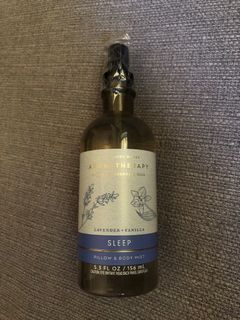 AROMATHERAPY
LAVENDER + VANILLA
SLEEP
PILLOW & BODY MIST
5.3 FL OZ / 156 mL